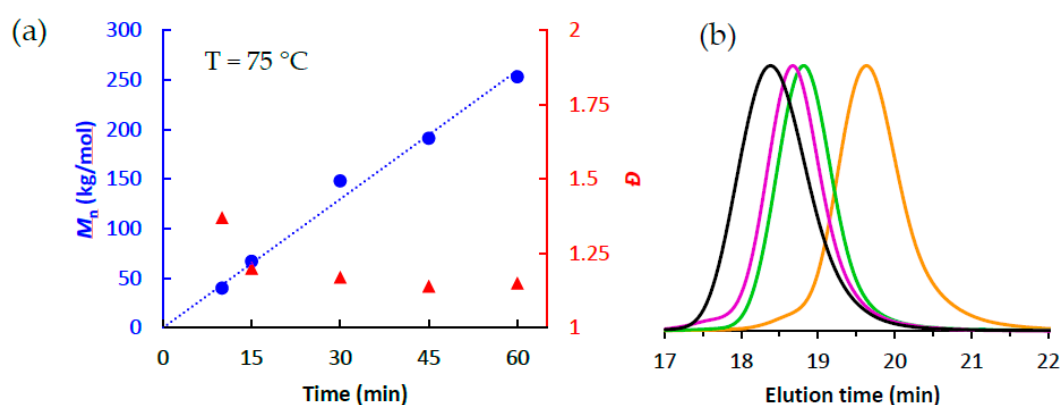 (a)
T = 75 °C
300
250
200
150
100
50
0
Mn (kg/mol)
0 15 30 45 60
Time (min)
2
1.75
1.5
1.25
1
Đ
(b)
17 18 19 20 21 22
Elution time (min)